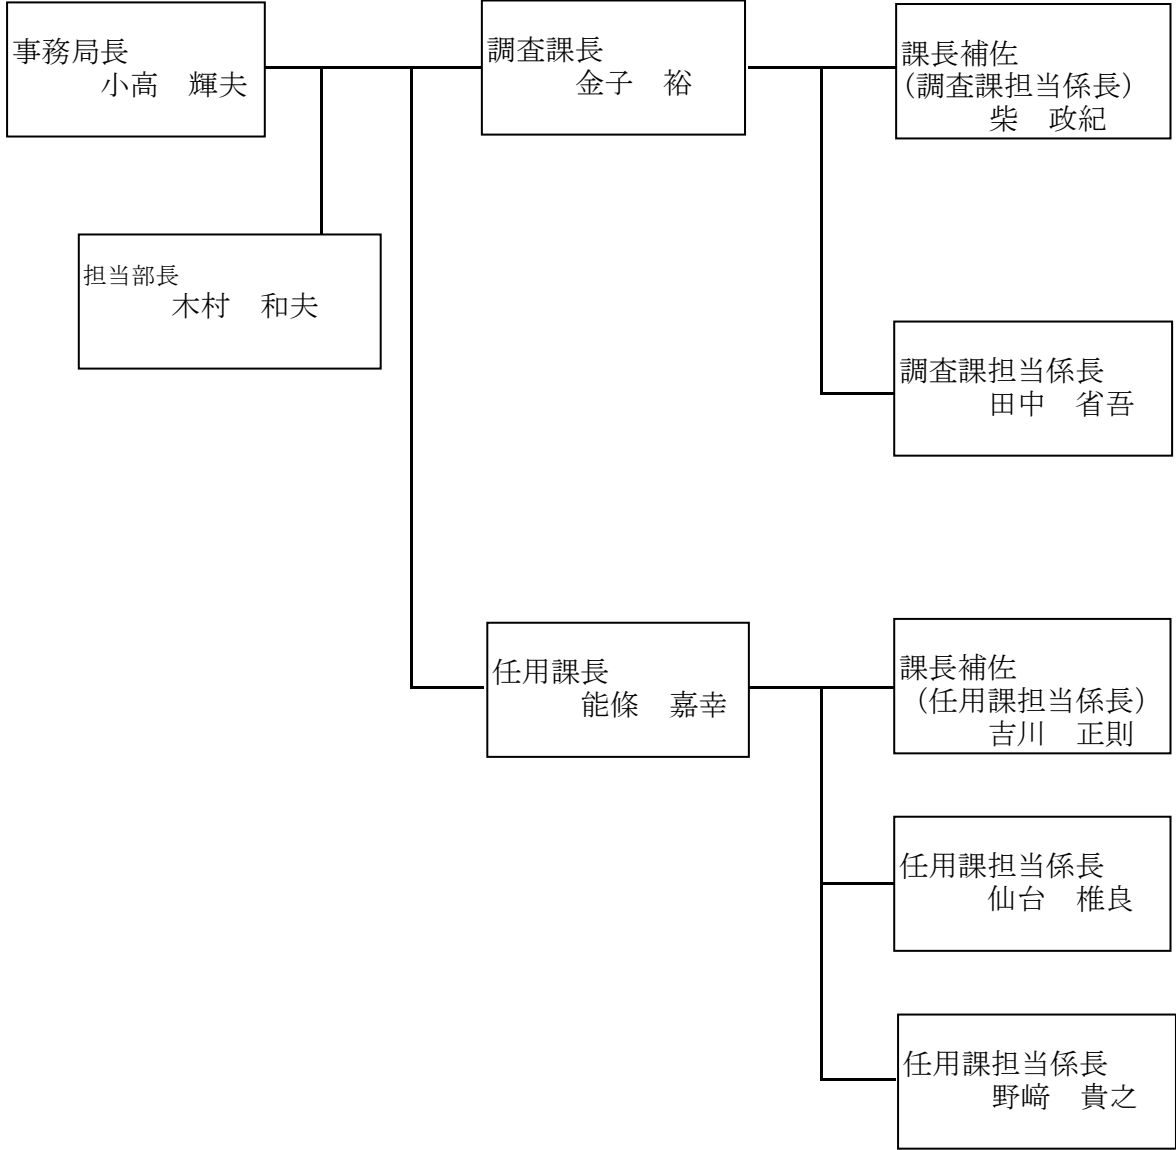 事務局長
小高　輝夫
担当部長
木村　和夫
調査課長
金子　裕
課長補佐
（調査課担当係長）
柴　政紀
調査課担当係長
田中　省吾
任用課長
能條　嘉幸
課長補佐
（任用課担当係長）
吉川　正則
任用課担当係長
仙台　椎良
任用課担当係長
野﨑　貴之